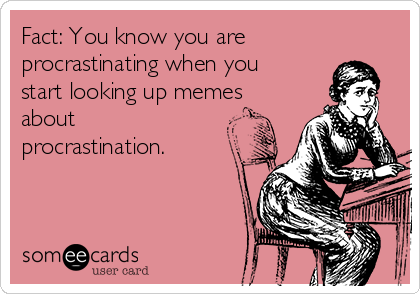 Fact: You know you are
procrastinating when you
start looking up memes
about
procrastination.
someecards
user card